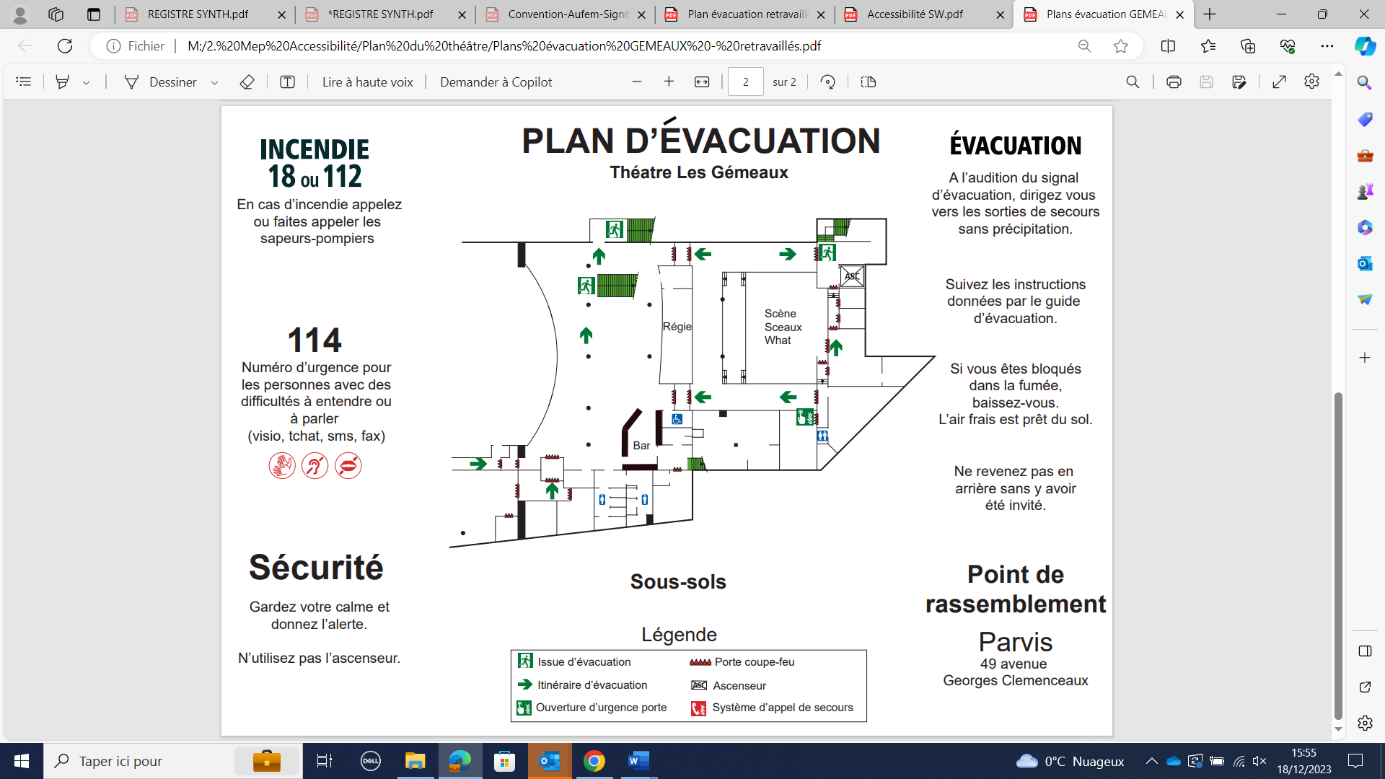 REGISTRE SYNTH.pdf
*REGISTRE SYNTH.pdf
Convention-Aufem-Signé
Plan évacuation retravaill
Accessibilité SW.pdf
Plans évacuation GEMEAU
Fichier
M:/2.%20Mep%20Accessibilité/Plan%20du%20théâtre/Plans%20évacuation%20GEMEAUX%20-%20retravaillés.pdf
Dessiner
Lire à haute voix
Demander à Copilot
2
sur 2
INCENDIE
18 ou 112
En cas d'incendie appelez
ou faites appeler les
sapeurs-pompiers
114
Numéro d'urgence pour
les personnes avec des
difficultés à entendre ou
à parler
(visio, tchat, sms, fax)
Sécurité
Gardez votre calme et
donnez l'alerte.
N'utilisez pas l'ascenseur.
PLAN D'ÉVACUATION
Théatre Les Gémeaux
ASC
Régie
Scène
Sceaux
What
Bar
Sous-sols
Légende
Issue d'évacuation
Porte coupe-feu
Itinéraire d'évacuation
ASC
Ascenseur
Ouverture d'urgence porte
Système d'appel de secours
ÉVACUATION
A l'audition du signal
d'évacuation, dirigez vous
vers les sorties de secours
sans précipitation.
Suivez les instructions
données par le guide
d'évacuation.
Si vous êtes bloqués
dans la fumée,
baissez-vous.
L'air frais est prêt du sol.
Ne revenez pas en
arrière sans y avoir
été invité.
Point de
rassemblement
Parvis
49 avenue
Georges Clemenceaux
Taper ici pour
DELL
0°C Nuageux
15:55
18/12/2023